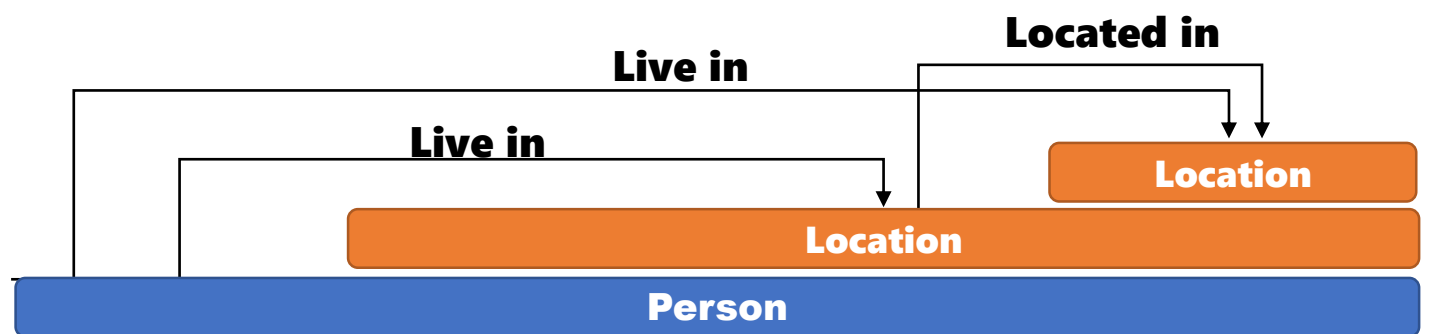 Located in
Live in
Live in
Location
Location
Person